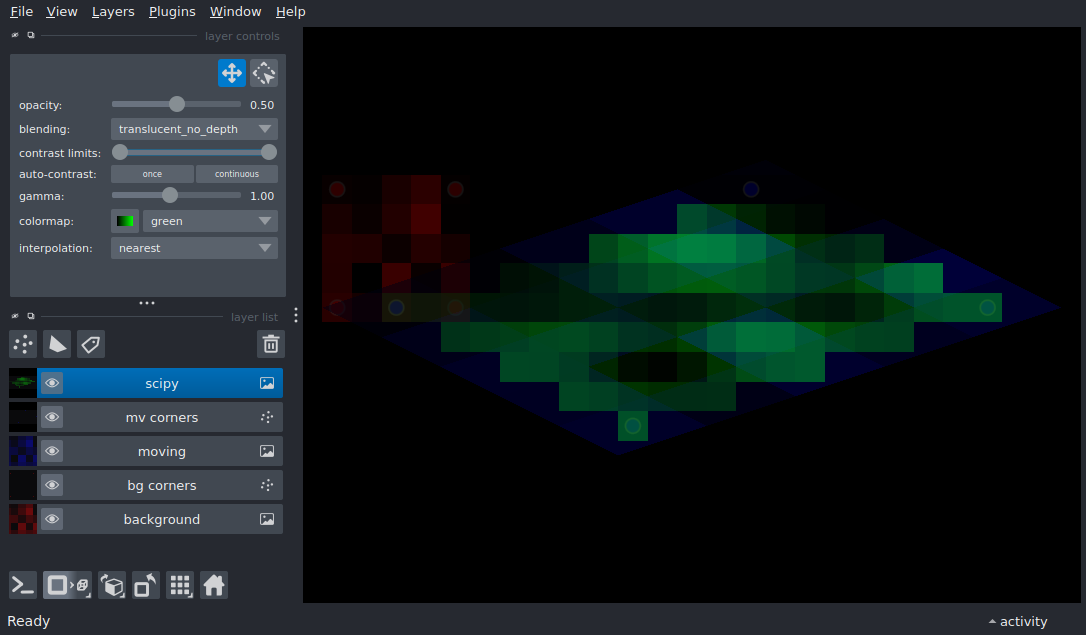 File View Layers Plugins Window Help
layer controls
opacity: 0.50
blending: translucent_no_depth
contrast limits:
auto-contrast: once continuous
gamma: 1.00
colormap: green
interpolation: nearest
layer list
scipy
mv corners
moving
bg corners
background
Ready activity